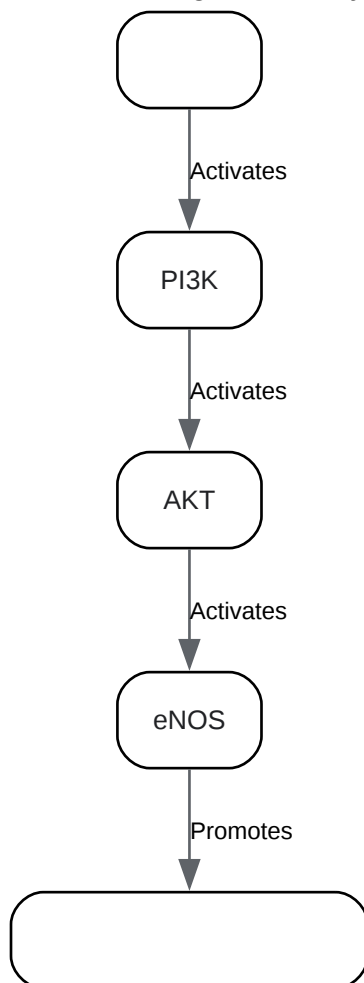 Activates
PI3K
Activates
AKT
Activates
eNOS
Promotes